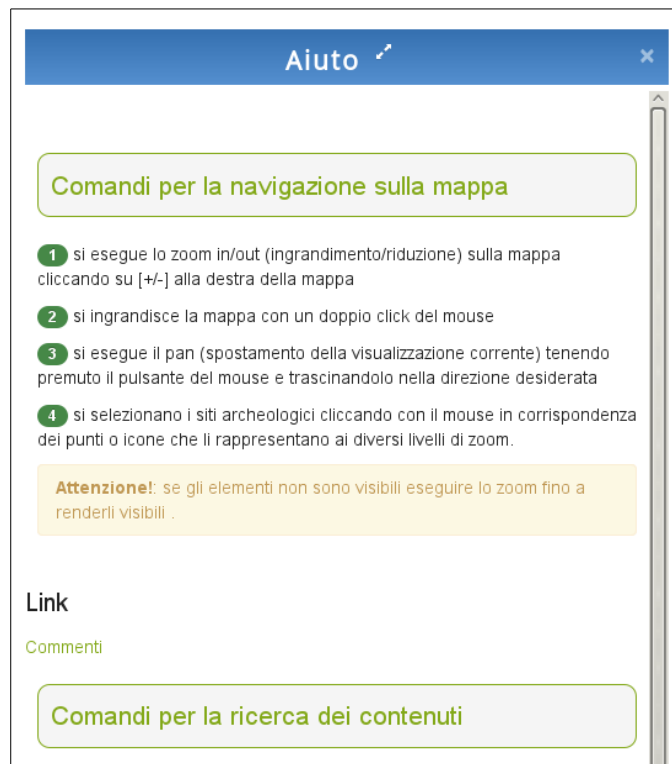 Aiuto
×
Comandi per la navigazione sulla mappa
1 si esegue lo zoom in/out (ingrandimento/riduzione) sulla mappa
cliccando su [+/-] alla destra della mappa
2 si ingrandisce la mappa con un doppio click del mouse
3 si esegue il pan (spostamento della visualizzazione corrente) tenendo
premuto il pulsante del mouse e trascinandolo nella direzione desiderata
4 si selezionano i siti archeologici cliccando con il mouse in corrispondenza
dei punti o icone che li rappresentano ai diversi livelli di zoom.
Attenzione!: se gli elementi non sono visibili eseguire lo zoom fino a
renderli visibili .
Link
Commenti
Comandi per la ricerca dei contenuti